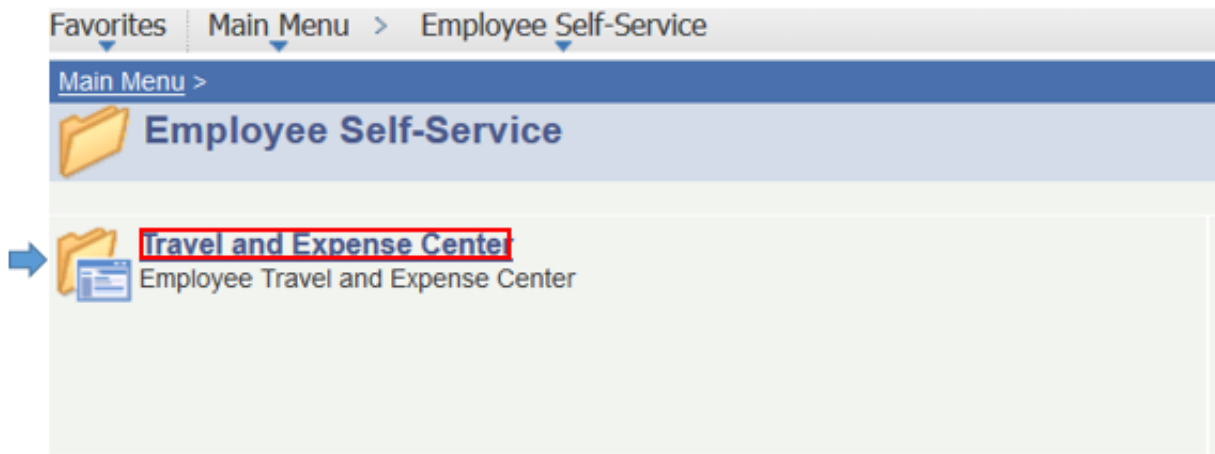 Favorites Main Menu > Employee Self-Service
Main Menu >
Employee Self-Service
Travel and Expense Center
Employee Travel and Expense Center